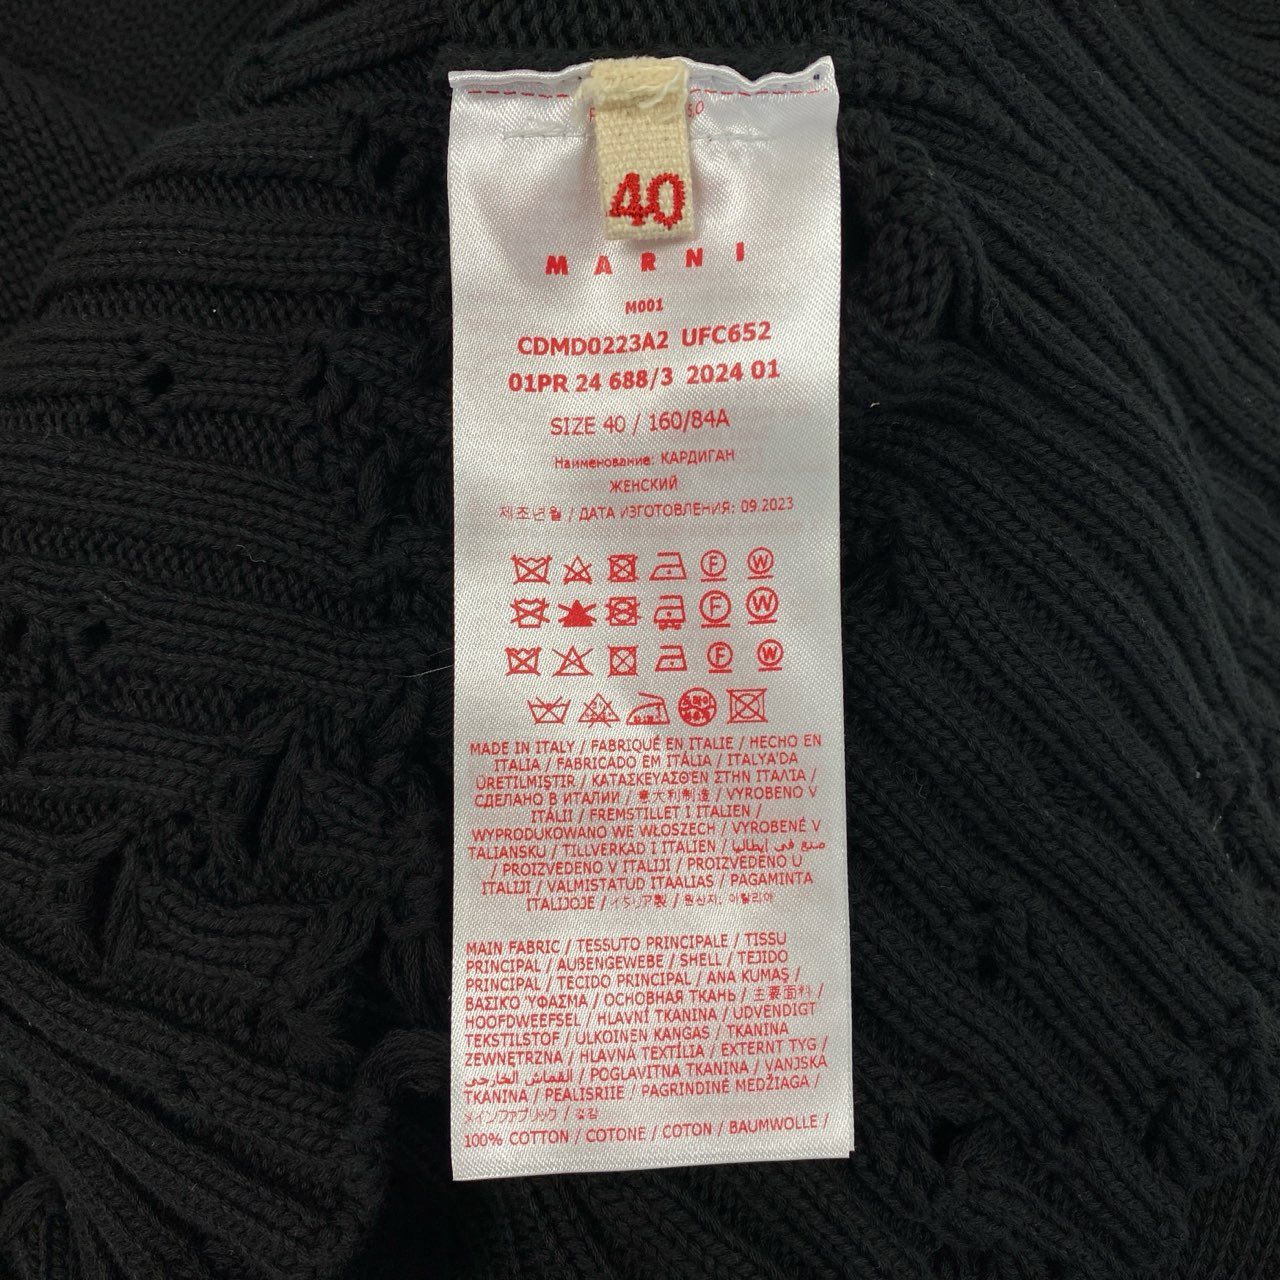 40
MARNI
M001
CDMD0223A2 UFC652
01PR 24 688/3 2024 01
SIZE 40 / 160/84A
Наименование: КАРДИГАН
ЖЕНСКИЙ
제조년월 / ДАТА ИЗГОТОВЛЕНИЯ: 09.2023
F W
F W
F W
MADE IN ITALY / FABRIQUÉ EN ITALIE / HECHO EN
ITALIA / FABRICADO EM ITÁLIA / ITALYA'DA
ÜRETILMIŞTIR / ΚΑΤΑΣΚΕΥΑΣΘ'ΕΝ ΣΤΗΝ ΙΤΑΛ'ΙΑ /
СДЕЛАНО В ИТАЛИИ / 意大利制造 / VYROBENO V
ITÁLII / FREMSTILLET I ITALIEN /
WYPRODUKOWANO WE WŁOSZECH / VYROBENÉ V
TALIANSKU / TILLVERKAD I ITALIEN / صنع في إيطاليا
/ PROIZVEDENO V ITALIJI / PROIZVEDENO U
ITALIJI / VALMISTATUD ITAALIAS / PAGAMINTA
ITALIJOJE / イタリア製 / 원산지: 이탈리아
MAIN FABRIC / TESSUTO PRINCIPALE / TISSU
PRINCIPAL / AUßENGEWEBE / SHELL / TEJIDO
PRINCIPAL / TECIDO PRINCIPAL / ANA KUMAŞ /
ΒΑΣΙΚΟ ΥΦΑΣΜΑ / ОСНОВНАЯ ТКАНЬ / 主要面料 /
HOOFDWEEFSEL / HLAVNÍ TKANINA / UDVENDIGT
TEKSTILSTOF / ULKOINEN KANGAS / TKANINA
ZEWNĘTRZNA / HLAVNÁ TEXTÍLIA / EXTERNT TYG /
القماش الخارجي / POGLAVITNA TKANINA / VANJSKA
TKANINA / PEALISRIIE / PAGRINDINĖ MEDŽIAGA /
メインファブリック / 겉감
100% COTTON / COTONE / COTON / BAUMWOLLE /